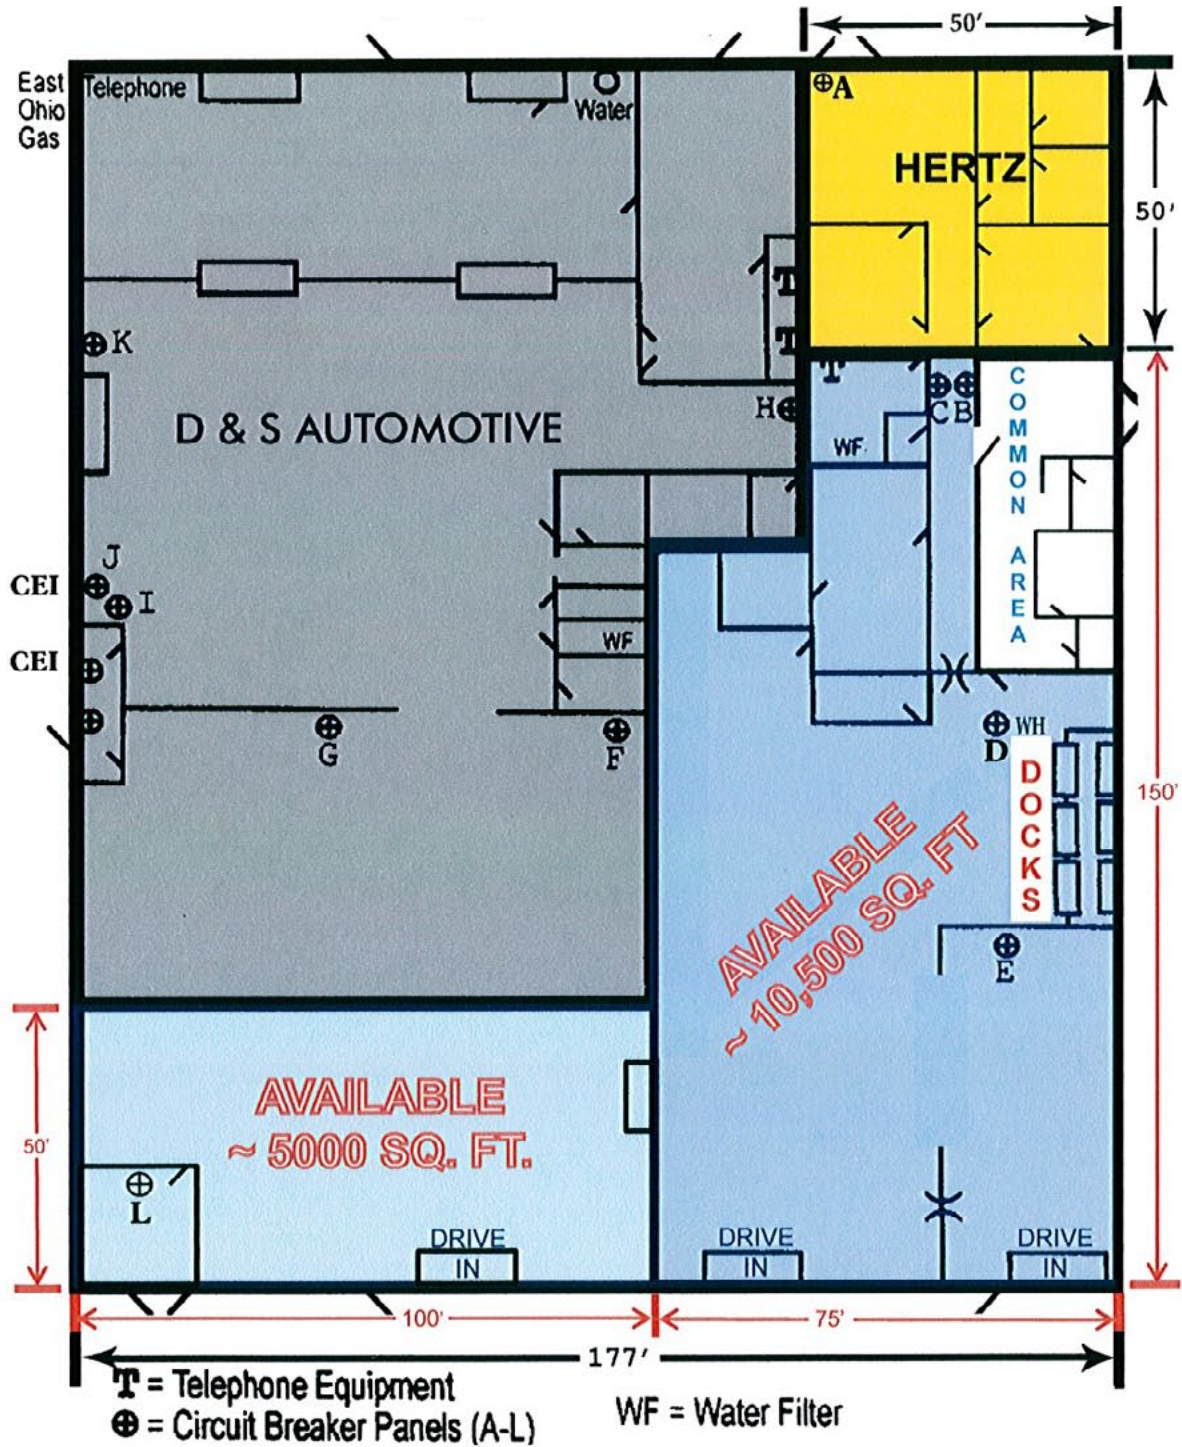 50'
East
Ohio
Gas
Telephone
Water
A
HERTZ
50'
T
T
K
T
C B
H
D & S AUTOMOTIVE
WF
COMMON AREA
J
CEI
I
WF
CEI
G
F
D
WH
DOCKS
150'
AVAILABLE
~ 10,500 SQ. FT
E
AVAILABLE
~ 5000 SQ. FT.
50'
L
DRIVE
IN
DRIVE
IN
DRIVE
IN
100'
75'
177'
T = Telephone Equipment
⊕ = Circuit Breaker Panels (A-L)
WF = Water Filter